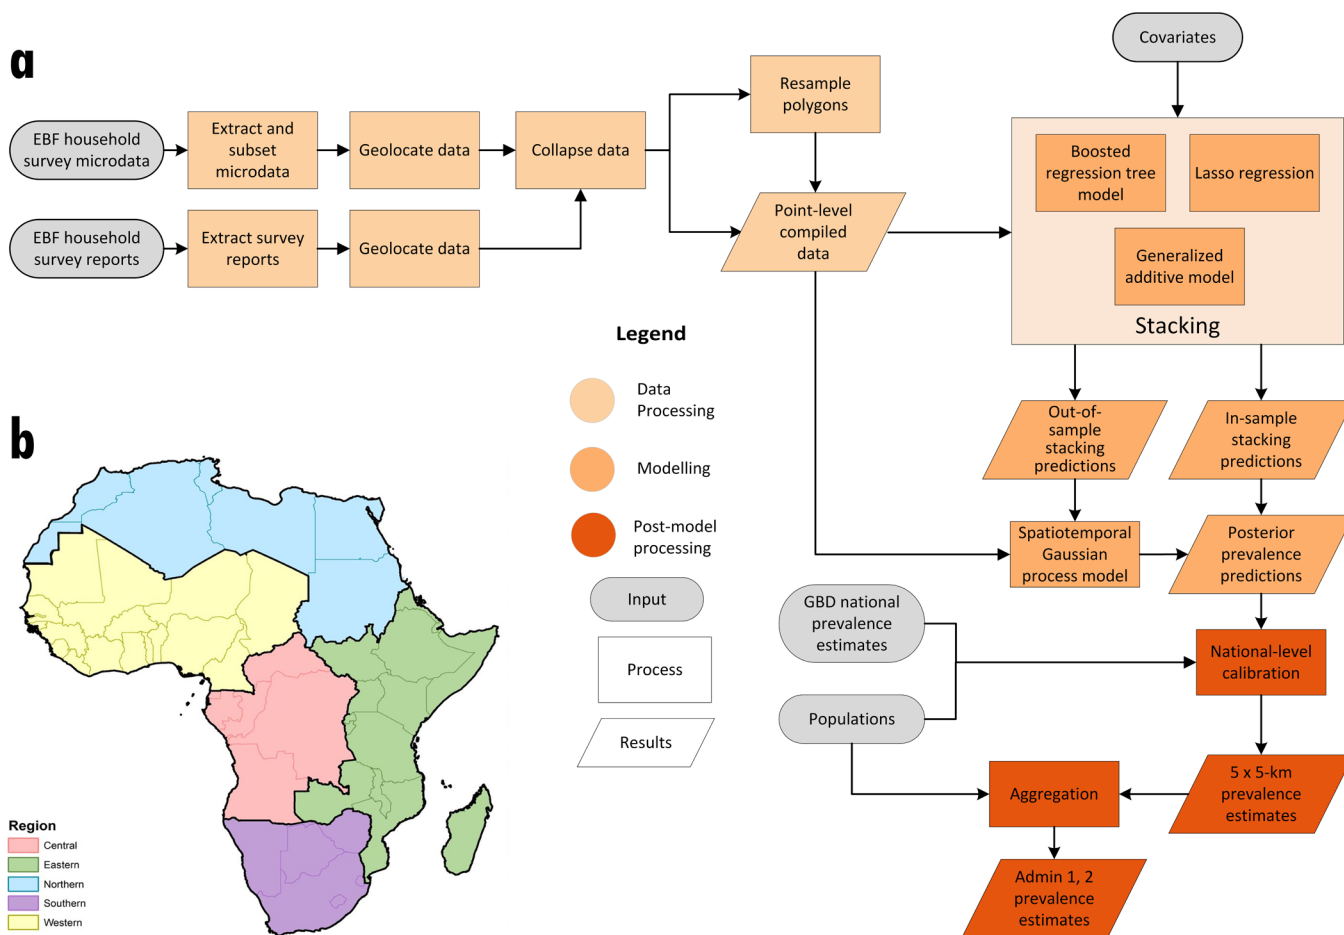 a
EBF household
survey microdata
Extract and
subset
microdata
Geolocate data
Collapse data
EBF household
survey reports
Extract survey
reports
Geolocate data
Resample
polygons
Point-level
compiled
data
Covariates
Boosted
regression tree
model
Lasso regression
Generalized
additive model
Stacking
Out-of-
sample
stacking
predictions
In-sample
stacking
predictions
Spatiotemporal
Gaussian
process model
Posterior
prevalence
predictions
GBD national
prevalence
estimates
Populations
National-level
calibration
5 x 5-km
prevalence
estimates
Aggregation
Admin 1, 2
prevalence
estimates
Legend
Data
Processing
Modelling
Post-model
processing
Input
Process
Results
b
Region
Central
Eastern
Northern
Southern
Western